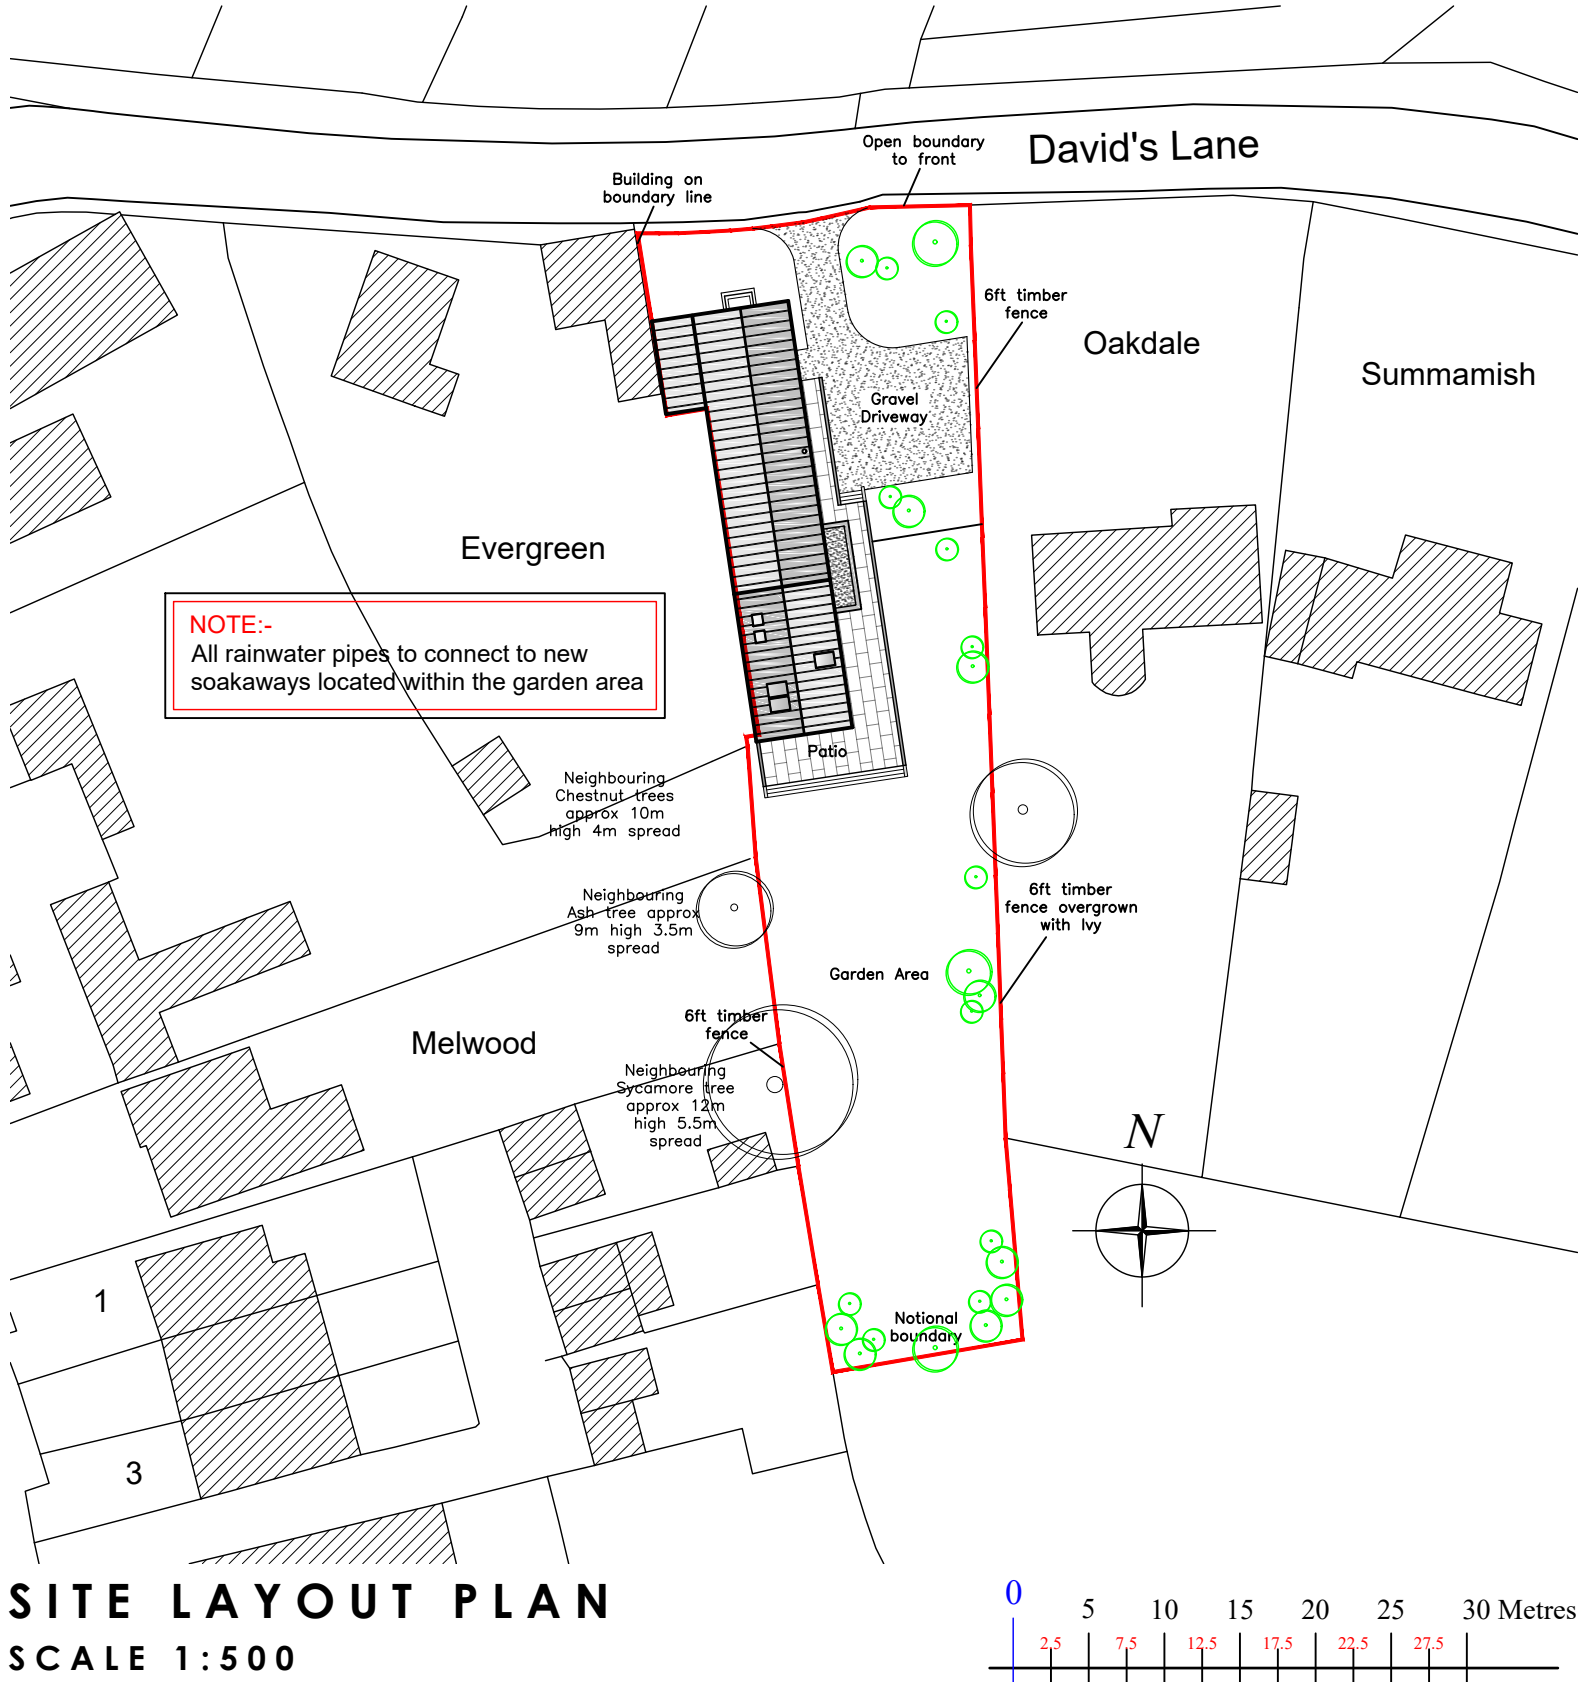 David's Lane
Open boundary
to front
Building on
boundary line
6ft timber
fence
Oakdale
Summamish
Gravel
Driveway
Evergreen
NOTE:-
All rainwater pipes to connect to new
soakaways located within the garden area
Patio
Neighbouring
Chestnut trees
approx 10m
high 4m spread
Neighbouring
Ash tree approx
9m high 3.5m
spread
6ft timber
fence overgrown
with Ivy
Garden Area
Melwood
6ft timber
fence
Neighbouring
Sycamore tree
approx 12m
high 5.5m
spread
N
1
Notional
boundary
3
SITE LAYOUT PLAN
SCALE 1:500
0 5 10 15 20 25 30 Metres
2.5 7.5 12.5 17.5 22.5 27.5